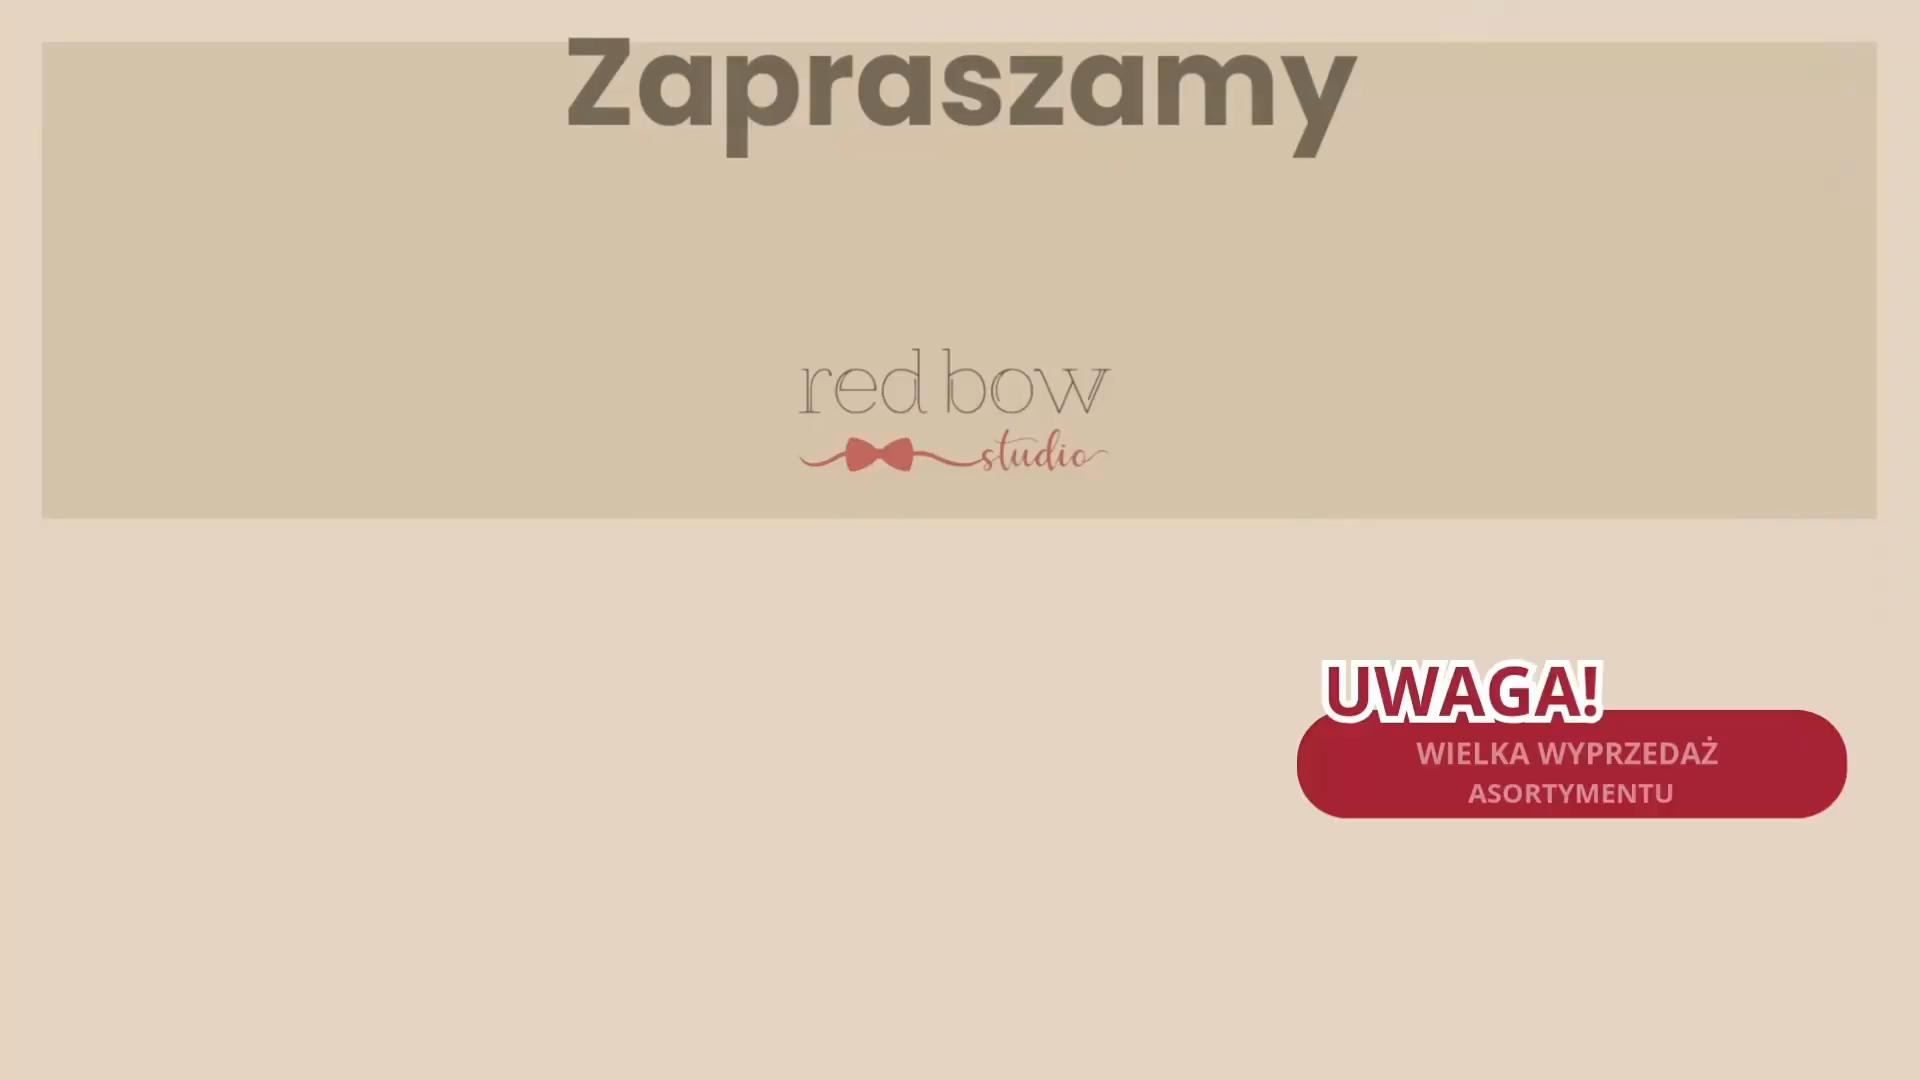 Zapraszamy
red bow
studio
UWAGA!
WIELKA WYPRZEDAŻ
ASORTYMENTU